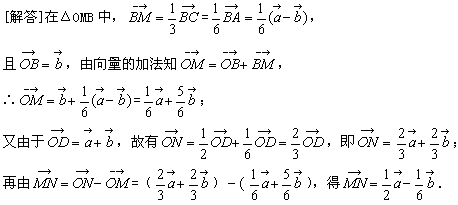 [解答]在△OMB中，$\overrightarrow{BM}=\frac{1}{3}\overrightarrow{BC}=\frac{1}{6}\overrightarrow{BA}=\frac{1}{6}(\vec{a}-\vec{b})$，
且$\overrightarrow{OB}=\vec{b}$，由向量的加法知$\overrightarrow{OM}=\overrightarrow{OB}+\overrightarrow{BM}$，
∴$\overrightarrow{OM}=\vec{b}+\frac{1}{6}(\vec{a}-\vec{b})=\frac{1}{6}\vec{a}+\frac{5}{6}\vec{b}$；
又由于$\overrightarrow{OD}=\vec{a}+\vec{b}$，故有$\overrightarrow{ON}=\frac{1}{2}\overrightarrow{OD}+\frac{1}{6}\overrightarrow{OD}=\frac{2}{3}\overrightarrow{OD}$，即$\overrightarrow{ON}=\frac{2}{3}\vec{a}+\frac{2}{3}\vec{b}$；
再由$\overrightarrow{MN}=\overrightarrow{ON}-\overrightarrow{OM}=(\frac{2}{3}\vec{a}+\frac{2}{3}\vec{b})-(\frac{1}{6}\vec{a}+\frac{5}{6}\vec{b})$，得$\overrightarrow{MN}=\frac{1}{2}\vec{a}-\frac{1}{6}\vec{b}$．